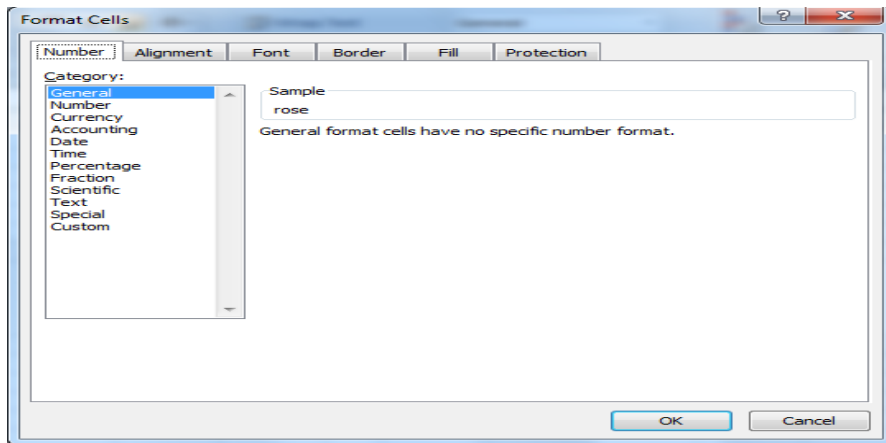 Format Cells
Number Alignment Font Border Fill Protection
Category:
General
Number
Currency
Accounting
Date
Time
Percentage
Fraction
Scientific
Text
Special
Custom
Sample
rose
General format cells have no specific number format.
OK Cancel